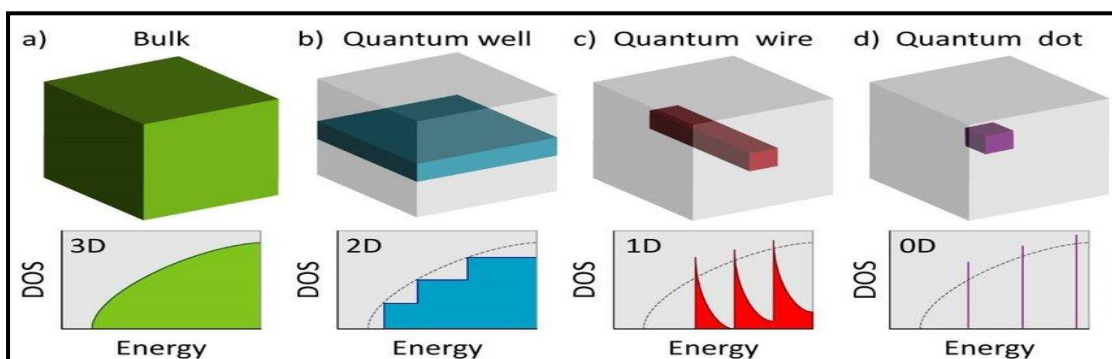 a) Bulk
b) Quantum well
c) Quantum wire
d) Quantum dot
3D
DOS
Energy
2D
DOS
Energy
1D
DOS
Energy
0D
DOS
Energy